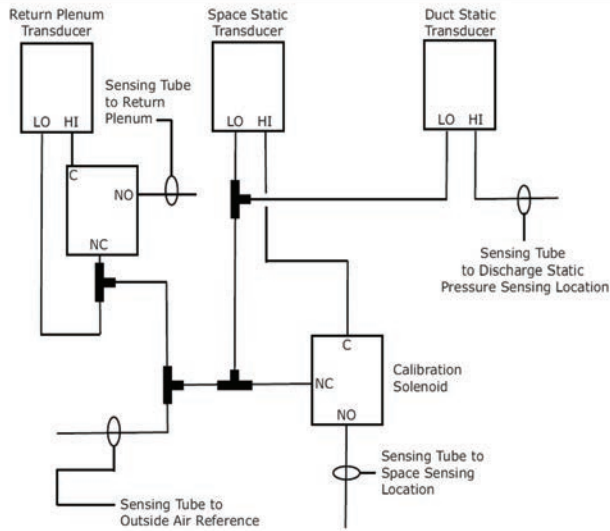 Return Plenum
Transducer
Space Static
Transducer
Duct Static
Transducer
Sensing Tube
to Return
Plenum
LO HI
LO HI
LO HI
C
NO
NC
Sensing Tube
to Discharge Static
Pressure Sensing Location
C
NC
NO
Calibration
Solenoid
Sensing Tube to
Space Sensing
Location
Sensing Tube to
Outside Air Reference